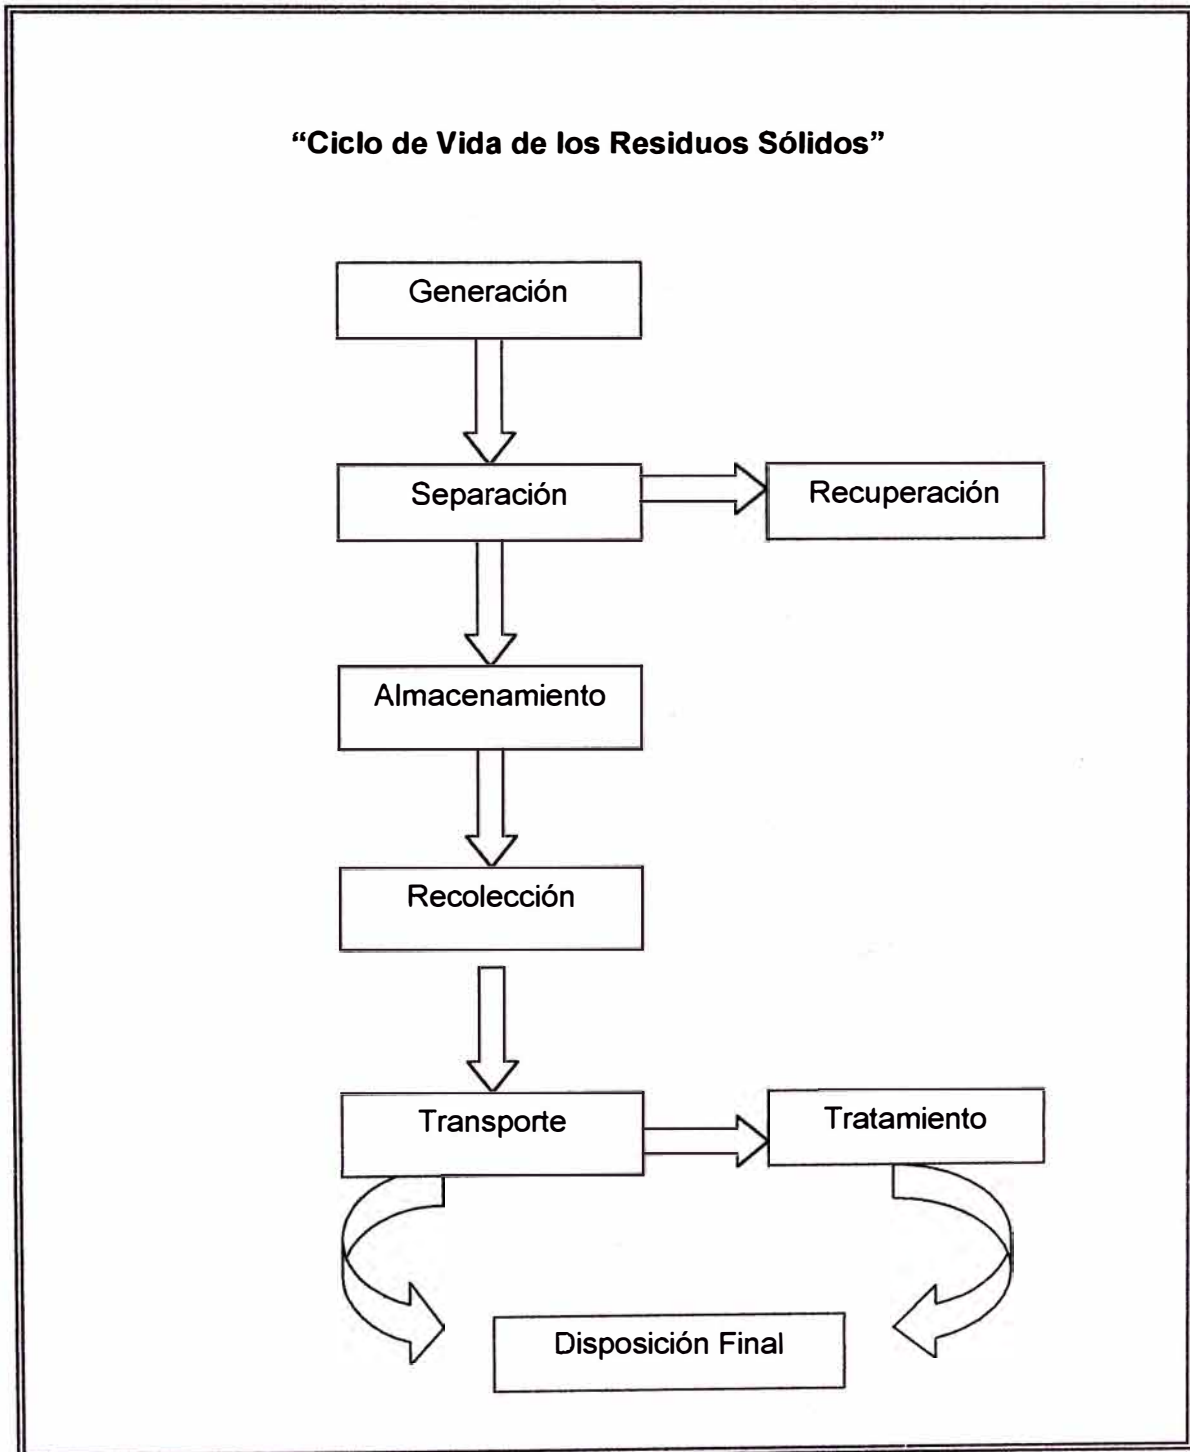 “Ciclo de Vida de los Residuos Sólidos”
Generación
Separación
Recuperación
Almacenamiento
Recolección
Transporte
Tratamiento
Disposición Final